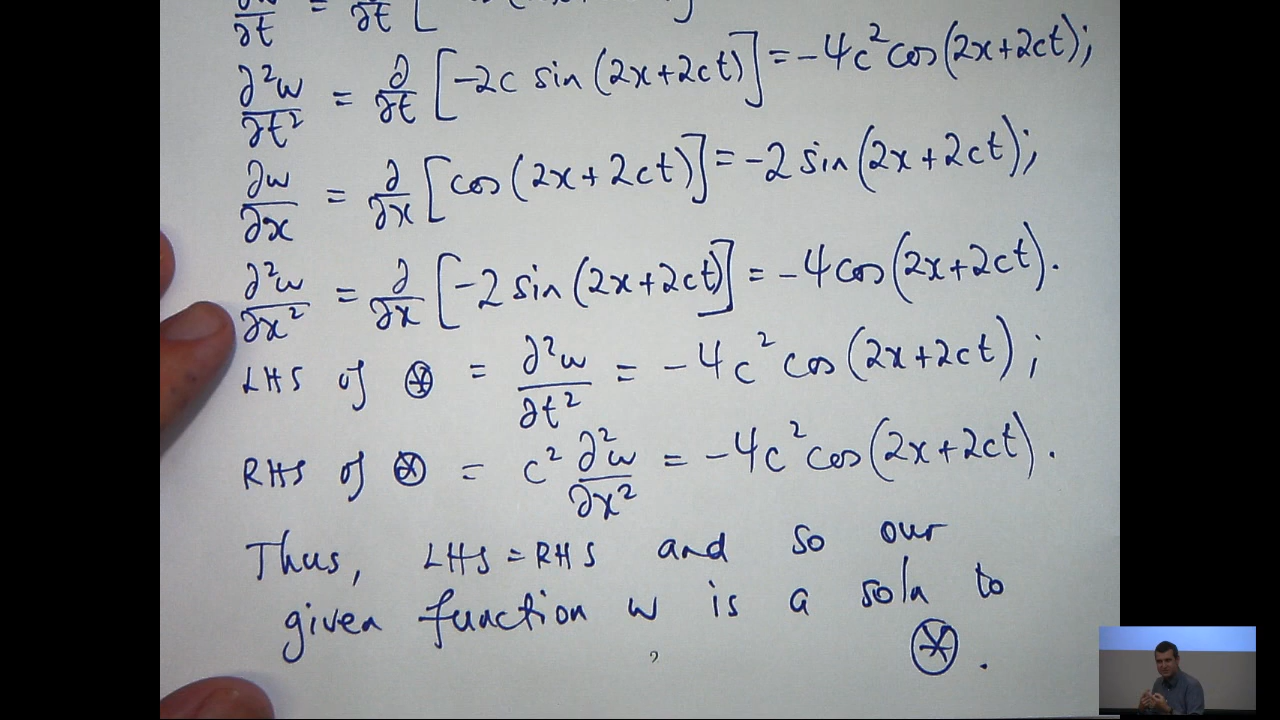 ∂w/∂t = ∂/∂t [
∂²w/∂t² = ∂/∂t [-2c sin(2x+2ct)] = -4c² cos(2x+2ct);
∂w/∂x = ∂/∂x [cos(2x+2ct)] = -2 sin(2x+2ct);
∂²w/∂x² = ∂/∂x [-2 sin(2x+2ct)] = -4 cos(2x+2ct).
LHS of ⊛ = ∂²w/∂t² = -4c² cos(2x+2ct);
RHS of ⊛ = c² ∂²w/∂x² = -4c² cos(2x+2ct).
Thus, LHS = RHS and so our
given function w is a soln to
⊛.